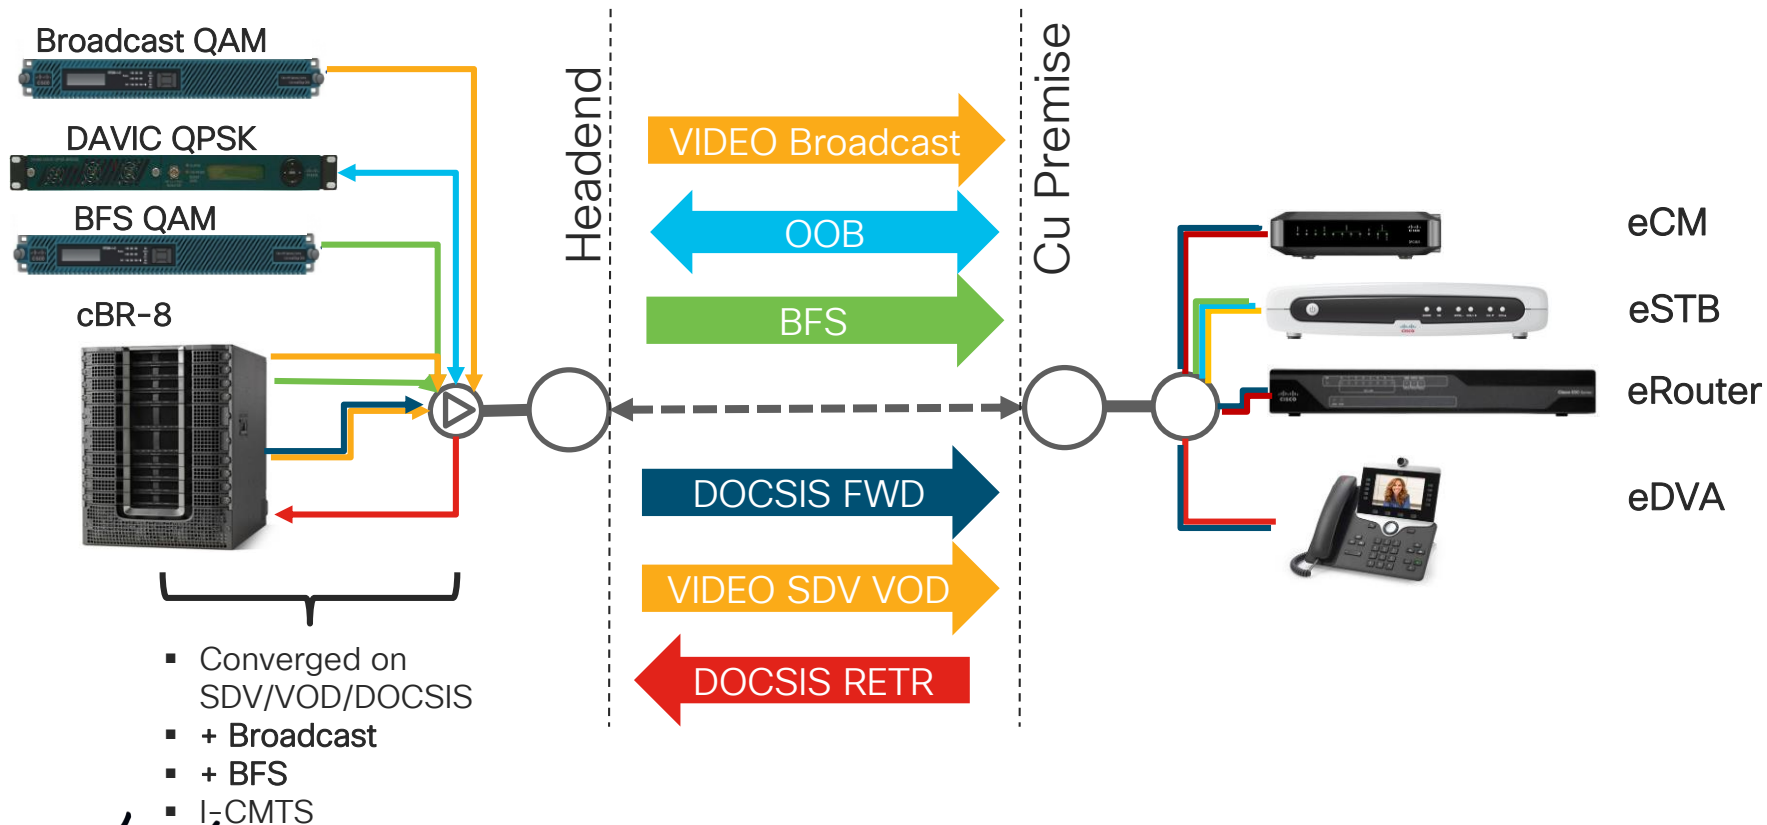 Broadcast QAM
DAVIC QPSK
BFS QAM
cBR-8
Headend
Cu Premise
VIDEO Broadcast
OOB
BFS
DOCSIS FWD
VIDEO SDV VOD
DOCSIS RETR
eCM
eSTB
eRouter
eDVA
▪ Converged on
SDV/VOD/DOCSIS
▪ + Broadcast
▪ + BFS
▪ I-CMTS